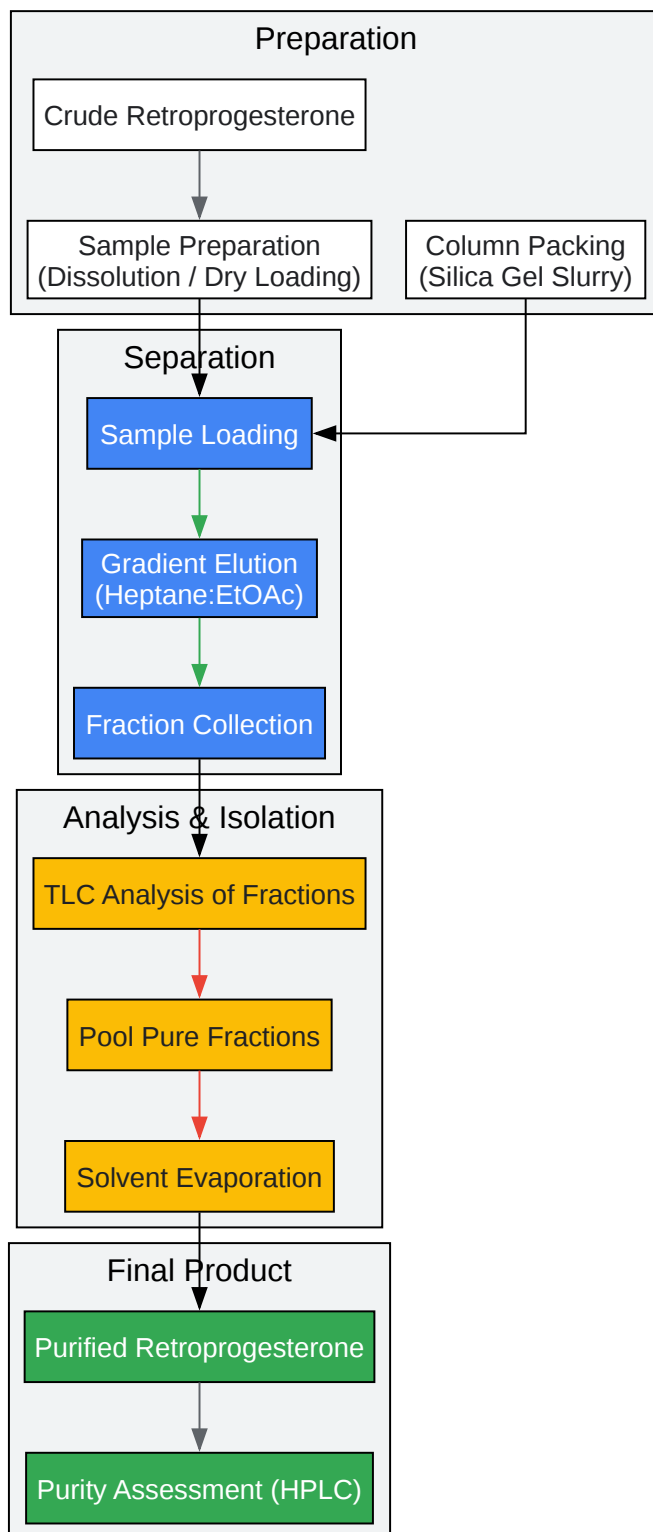 Preparation
Crude Retroprogesterone
Sample Preparation
(Dissolution / Dry Loading)
Column Packing
(Silica Gel Slurry)
Separation
Sample Loading
Gradient Elution
(Heptane:EtOAc)
Fraction Collection
Analysis & Isolation
TLC Analysis of Fractions
Pool Pure Fractions
Solvent Evaporation
Final Product
Purified Retroprogesterone
Purity Assessment (HPLC)